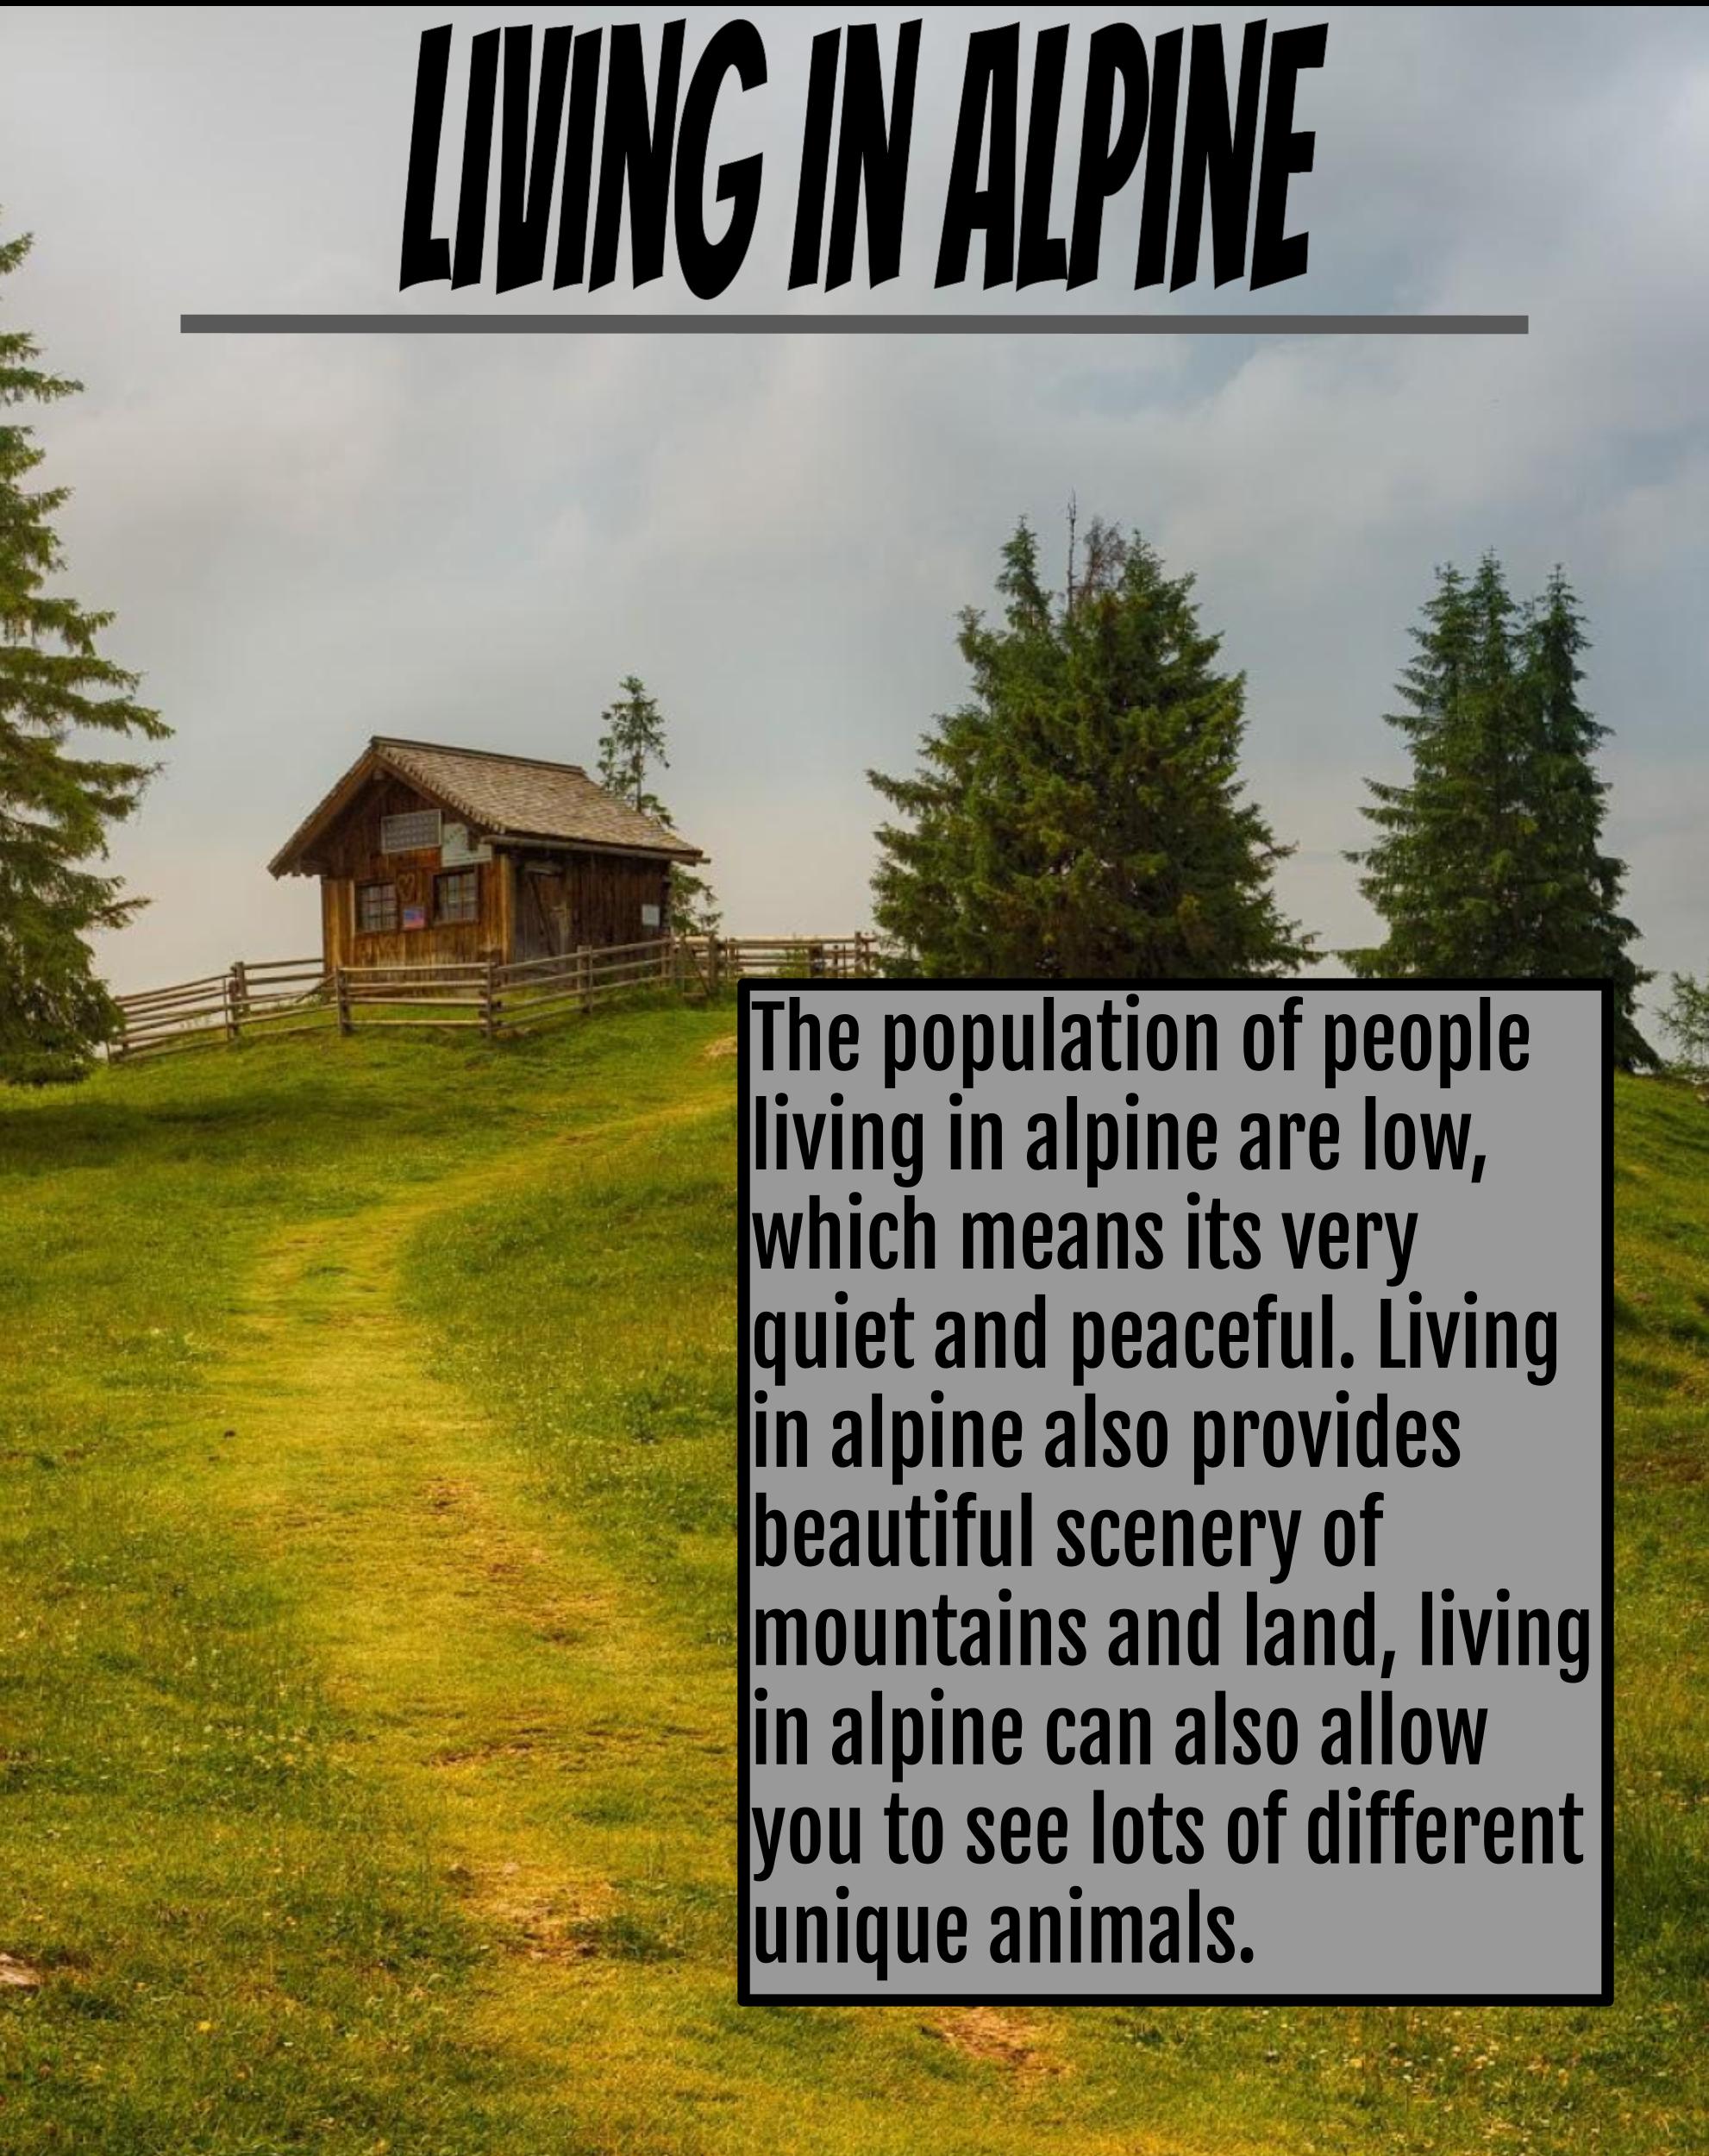 LIVING IN ALPINE
The population of people
living in alpine are low,
which means its very
quiet and peaceful. Living
in alpine also provides
beautiful scenery of
mountains and land, living
in alpine can also allow
you to see lots of different
unique animals.